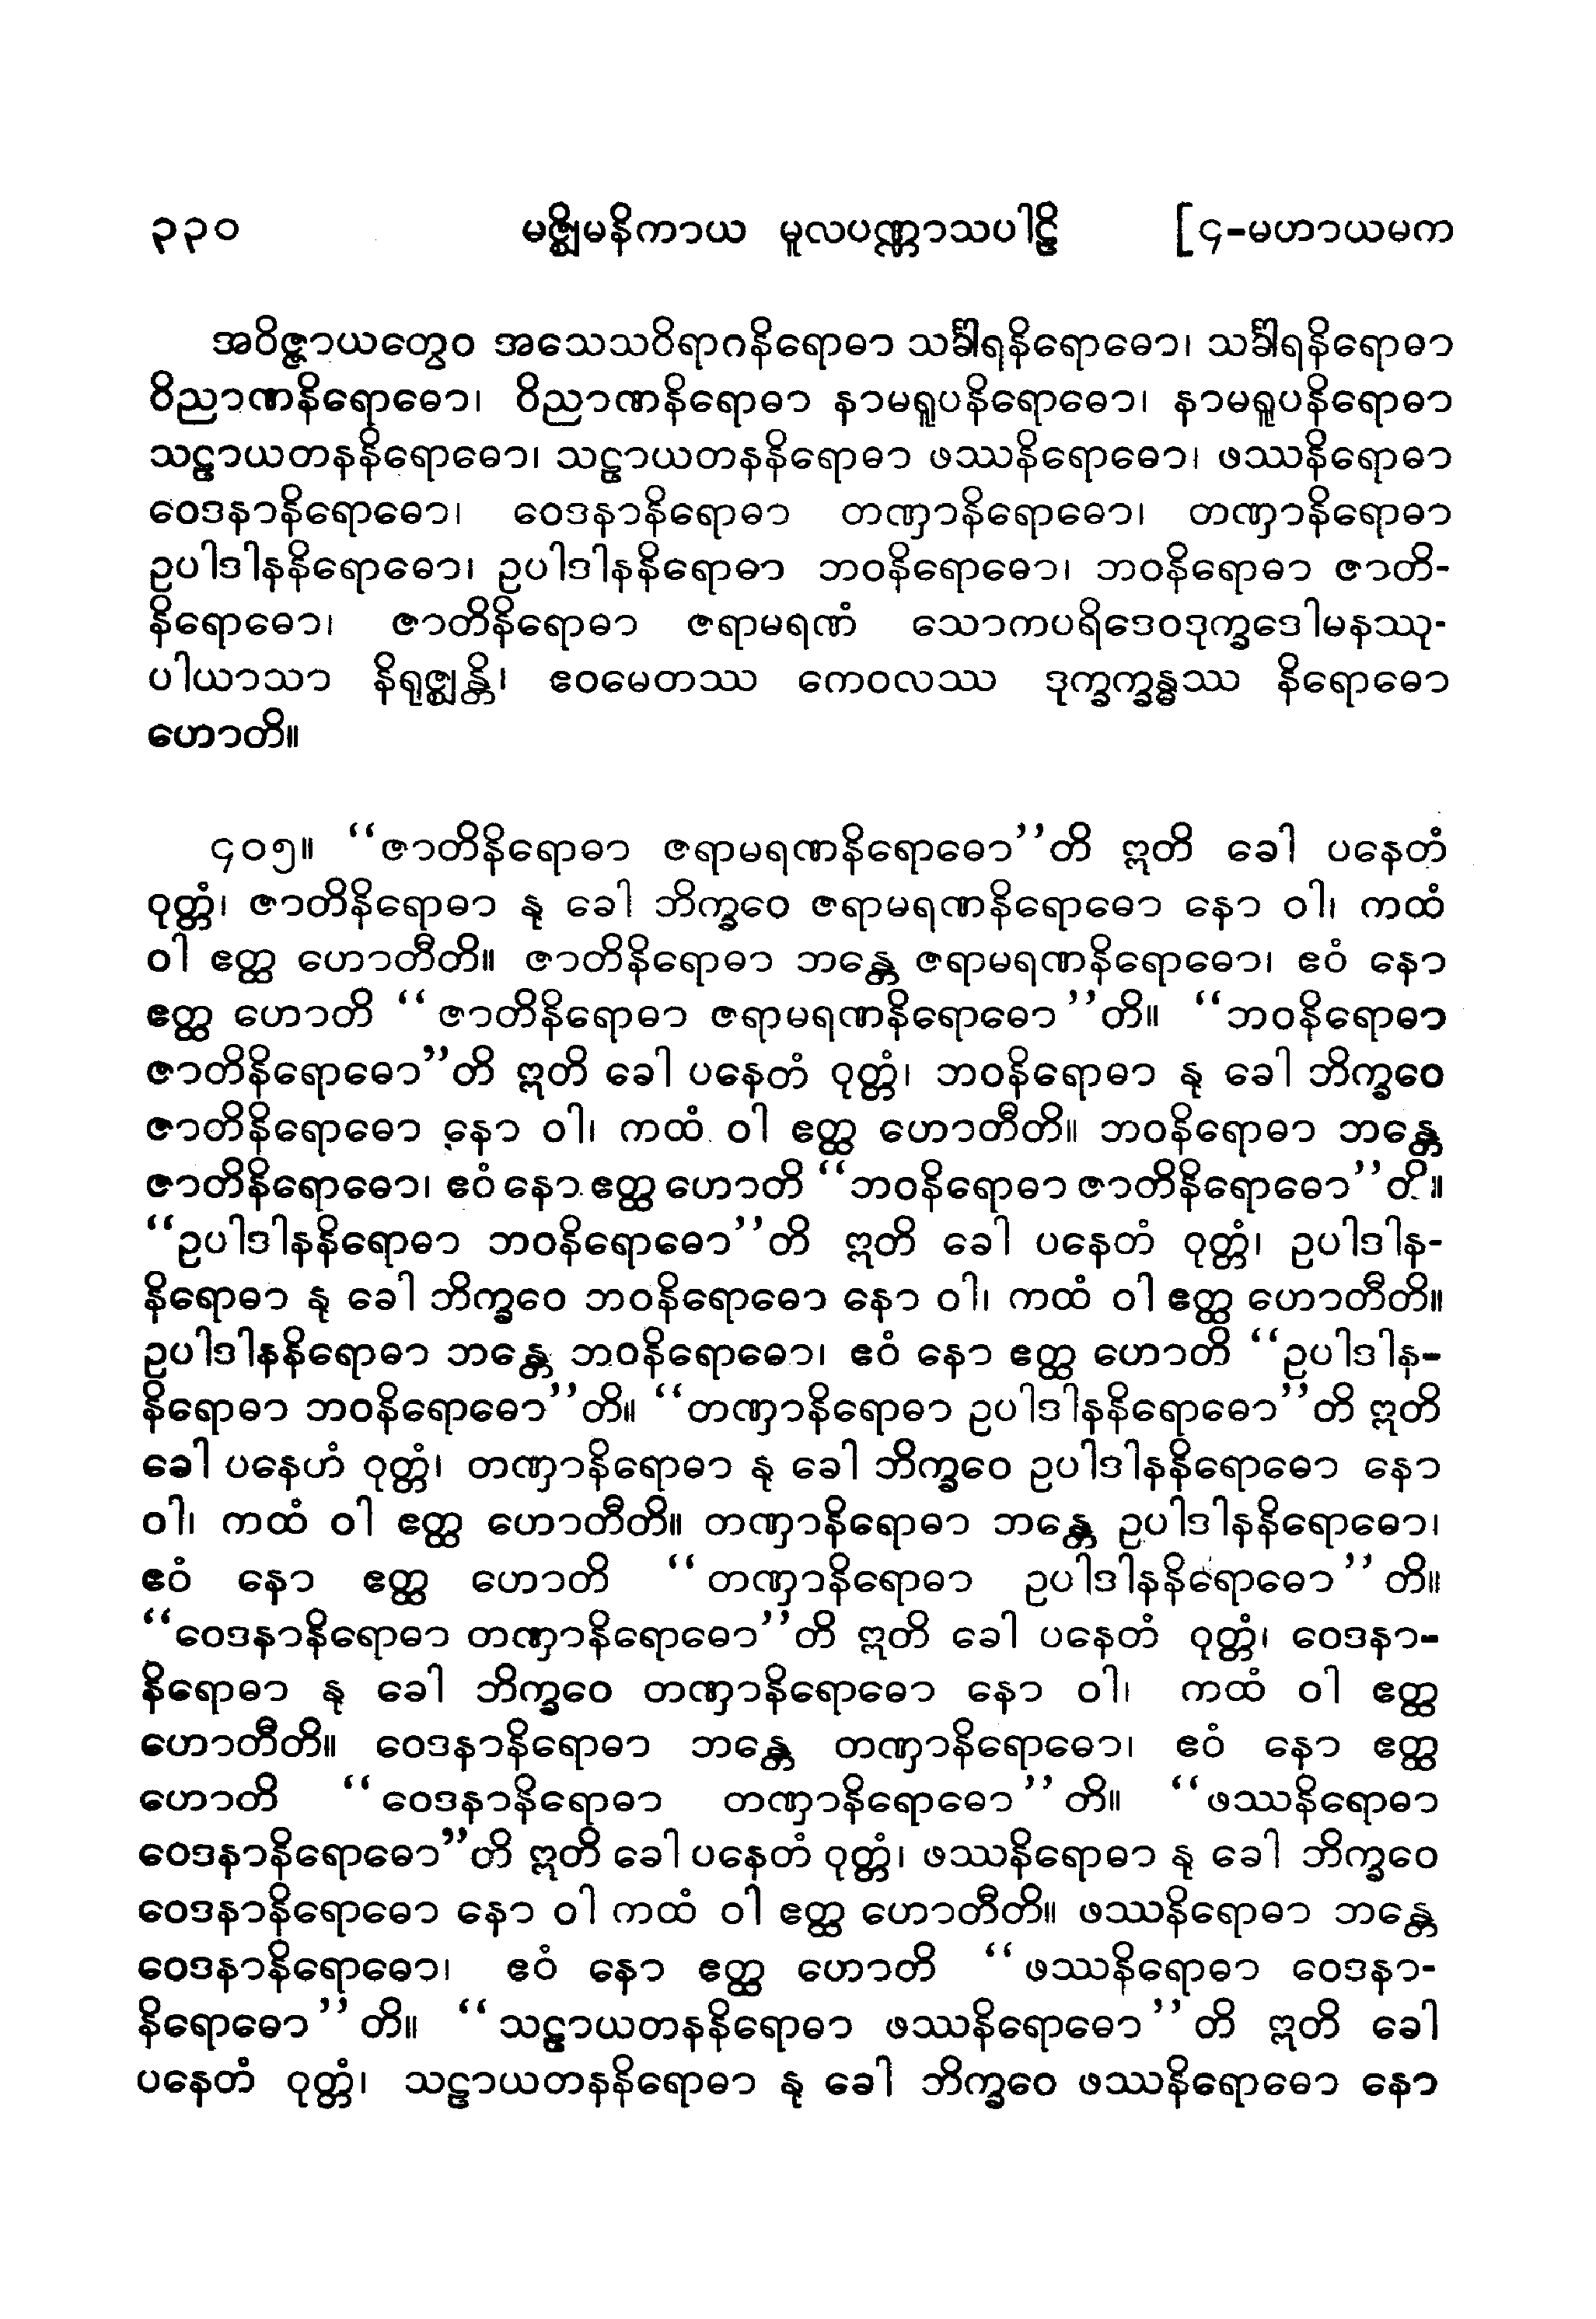 ၃၃၀ မဇ္ဈိမနိကာယ မူလပဏ္ဏာသပါဠိ [၄-မဟာယမက
အဝိဇ္ဇာယတွေဝ အသေသဝိရာဂနိရောဓာ သင်္ခါရနိရောဓော၊ သင်္ခါရနိရောဓာ
ဝိညာဏနိရောဓော၊ ဝိညာဏနိရောဓာ နာမရူပနိရောဓော၊ နာမရူပနိရောဓာ
သဠာယတနနိရောဓော၊ သဠာယတနနိရောဓာ ဖဿနိရောဓော၊ ဖဿနိရောဓာ
ဝေဒနာနိရောဓော၊ ဝေဒနာနိရောဓာ တဏှာနိရောဓော၊ တဏှာနိရောဓာ
ဥပါဒါနနိရောဓော၊ ဥပါဒါနနိရောဓာ ဘဝနိရောဓော၊ ဘဝနိရောဓာ ဇာတိ-
နိရောဓော၊ ဇာတိနိရောဓာ ဇရာမရဏံ သောကပရိဒေဝဒုက္ခဒေါမနဿု-
ပါယာသာ နိရုဇ္ဈန္တိ၊ ဧဝမေတဿ ကေဝလဿ ဒုက္ခက္ခန္ဓဿ နိရောဓော
ဟောတိ။
၄၀၅။ ‘‘ဇာတိနိရောဓာ ဇရာမရဏနိရောဓော’’တိ ဣတိ ခေါ ပနေတံ
ဝုတ္တံ၊ ဇာတိနိရောဓာ နု ခေါ ဘိက္ခဝေ ဇရာမရဏနိရောဓော နော ဝါ၊ ကထံ
ဝါ ဧတ္ထ ဟောတီတိ။ ဇာတိနိရောဓာ ဘန္တေ ဇရာမရဏနိရောဓော၊ ဧဝံ နော
ဧတ္ထ ဟောတိ ‘‘ဇာတိနိရောဓာ ဇရာမရဏနိရောဓော’’တိ။ ‘‘ဘဝနိရောဓာ
ဇာတိနိရောဓော’’တိ ဣတိ ခေါ ပနေတံ ဝုတ္တံ၊ ဘဝနိရောဓာ နု ခေါ ဘိက္ခဝေ
ဇာတိနိရောဓော နော ဝါ၊ ကထံ ဝါ ဧတ္ထ ဟောတီတိ။ ဘဝနိရောဓာ ဘန္တေ
ဇာတိနိရောဓော၊ ဧဝံ နော ဧတ္ထ ဟောတိ ‘‘ဘဝနိရောဓာ ဇာတိနိရောဓော’’တိ။
‘‘ဥပါဒါနနိရောဓာ ဘဝနိရောဓော’’တိ ဣတိ ခေါ ပနေတံ ဝုတ္တံ၊ ဥပါဒါန-
နိရောဓာ နု ခေါ ဘိက္ခဝေ ဘဝနိရောဓော နော ဝါ၊ ကထံ ဝါ ဧတ္ထ ဟောတီတိ။
ဥပါဒါနနိရောဓာ ဘန္တေ ဘဝနိရောဓော၊ ဧဝံ နော ဧတ္ထ ဟောတိ ‘‘ဥပါဒါန-
နိရောဓာ ဘဝနိရောဓော’’တိ။ ‘‘တဏှာနိရောဓာ ဥပါဒါနနိရောဓော’’တိ ဣတိ
ခေါ ပနေဟံ ဝုတ္တံ၊ တဏှာနိရောဓာ နု ခေါ ဘိက္ခဝေ ဥပါဒါနနိရောဓော နော
ဝါ၊ ကထံ ဝါ ဧတ္ထ ဟောတီတိ။ တဏှာနိရောဓာ ဘန္တေ ဥပါဒါနနိရောဓော၊
ဧဝံ နော ဧတ္ထ ဟောတိ ‘‘တဏှာနိရောဓာ ဥပါဒါနနိရောဓော’’တိ။
‘‘ဝေဒနာနိရောဓာ တဏှာနိရောဓော’’တိ ဣတိ ခေါ ပနေတံ ဝုတ္တံ၊ ဝေဒနာ-
နိရောဓာ နု ခေါ ဘိက္ခဝေ တဏှာနိရောဓော နော ဝါ၊ ကထံ ဝါ ဧတ္ထ
ဟောတီတိ။ ဝေဒနာနိရောဓာ ဘန္တေ တဏှာနိရောဓော၊ ဧဝံ နော ဧတ္ထ
ဟောတိ ‘‘ဝေဒနာနိရောဓာ တဏှာနိရောဓော’’တိ။ ‘‘ဖဿနိရောဓာ
ဝေဒနာနိရောဓော’’တိ ဣတိ ခေါ ပနေတံ ဝုတ္တံ၊ ဖဿနိရောဓာ နု ခေါ ဘိက္ခဝေ
ဝေဒနာနိရောဓော နော ဝါ ကထံ ဝါ ဧတ္ထ ဟောတီတိ။ ဖဿနိရောဓာ ဘန္တေ
ဝေဒနာနိရောဓော၊ ဧဝံ နော ဧတ္ထ ဟောတိ ‘‘ဖဿနိရောဓာ ဝေဒနာ-
နိရောဓော’’တိ။ ‘‘သဠာယတနနိရောဓာ ဖဿနိရောဓော’’တိ ဣတိ ခေါ
ပနေတံ ဝုတ္တံ၊ သဠာယတနနိရောဓာ နု ခေါ ဘိက္ခဝေ ဖဿနိရောဓော နော